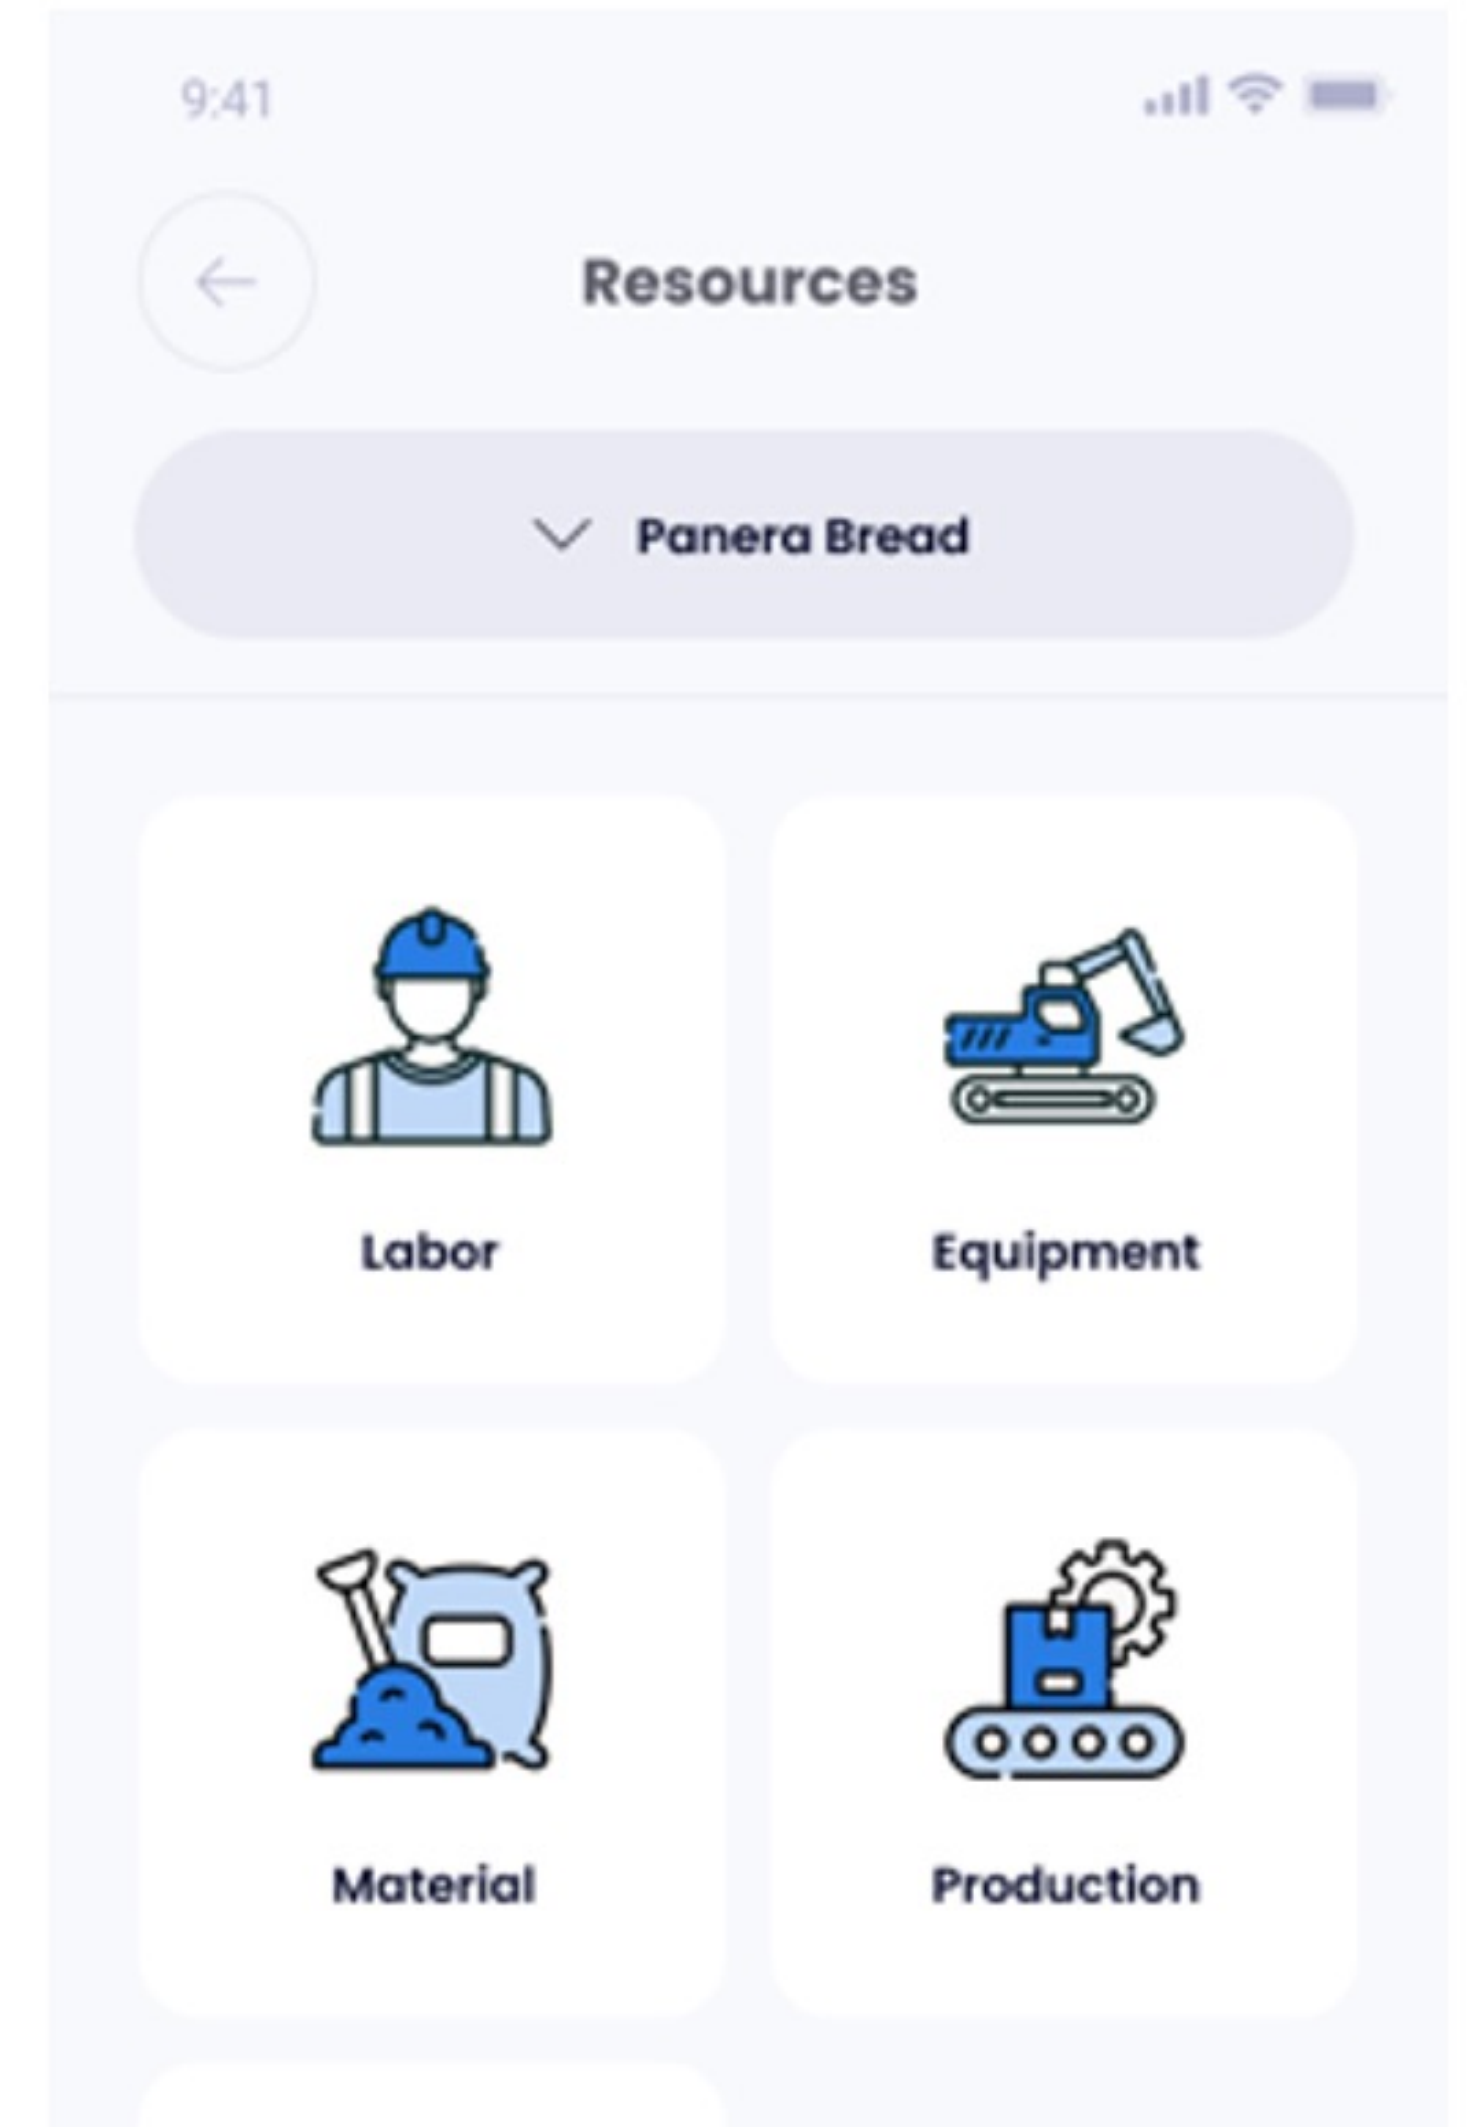 9:41
Resources
Panera Bread
Labor
Equipment
Material
Production